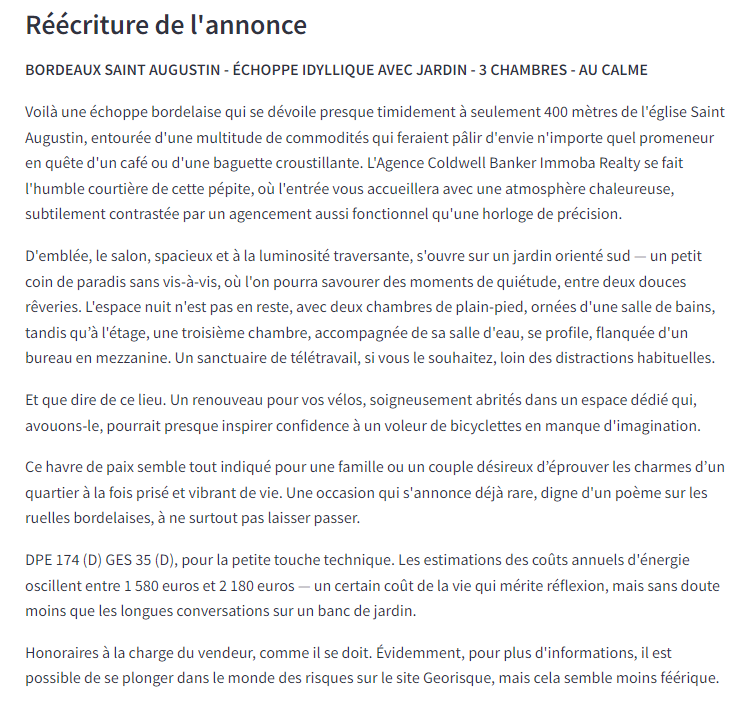 Réécriture de l'annonce
BORDEAUX SAINT AUGUSTIN - ÉCHOPPE IDYLLIQUE AVEC JARDIN - 3 CHAMBRES - AU CALME
Voilà une échoppe bordelaise qui se dévoile presque timidement à seulement 400 mètres de l'église Saint
Augustin, entourée d'une multitude de commodités qui feraient pâlir d'envie n'importe quel promeneur
en quête d'un café ou d'une baguette croustillante. L'Agence Coldwell Banker Immoba Realty se fait
l'humble courtière de cette pépite, où l'entrée vous accueillera avec une atmosphère chaleureuse,
subtilement contrastée par un agencement aussi fonctionnel qu'une horloge de précision.
D'emblée, le salon, spacieux et à la luminosité traversante, s'ouvre sur un jardin orienté sud — un petit
coin de paradis sans vis-à-vis, où l'on pourra savourer des moments de quiétude, entre deux douces
rêveries. L'espace nuit n'est pas en reste, avec deux chambres de plain-pied, ornées d'une salle de bains,
tandis qu’à l'étage, une troisième chambre, accompagnée de sa salle d'eau, se profile, flanquée d'un
bureau en mezzanine. Un sanctuaire de télétravail, si vous le souhaitez, loin des distractions habituelles.
Et que dire de ce lieu. Un renouveau pour vos vélos, soigneusement abrités dans un espace dédié qui,
avouons-le, pourrait presque inspirer confidence à un voleur de bicyclettes en manque d'imagination.
Ce havre de paix semble tout indiqué pour une famille ou un couple désireux d’éprouver les charmes d’un
quartier à la fois prisé et vibrant de vie. Une occasion qui s'annonce déjà rare, digne d'un poème sur les
ruelles bordelaises, à ne surtout pas laisser passer.
DPE 174 (D) GES 35 (D), pour la petite touche technique. Les estimations des coûts annuels d'énergie
oscillent entre 1 580 euros et 2 180 euros — un certain coût de la vie qui mérite réflexion, mais sans doute
moins que les longues conversations sur un banc de jardin.
Honoraires à la charge du vendeur, comme il se doit. Évidemment, pour plus d'informations, il est
possible de se plonger dans le monde des risques sur le site Georisque, mais cela semble moins féérique.